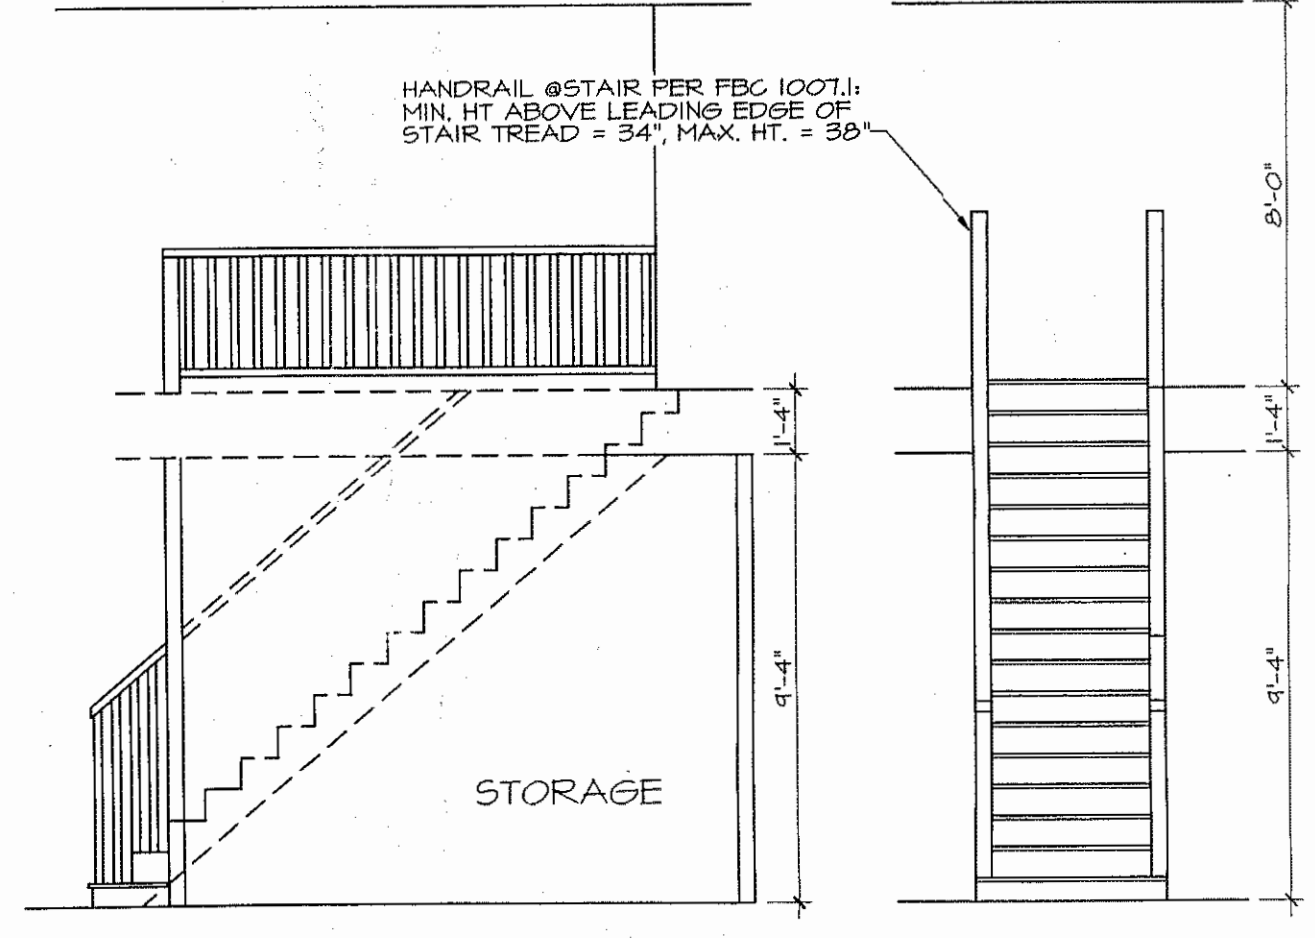 HANDRAIL @STAIR PER FBC 1007.1:
MIN. HT ABOVE LEADING EDGE OF
STAIR TREAD = 34", MAX. HT. = 38"
8'-0"
1'-4"
1'-4"
9'-4"
9'-4"
STORAGE